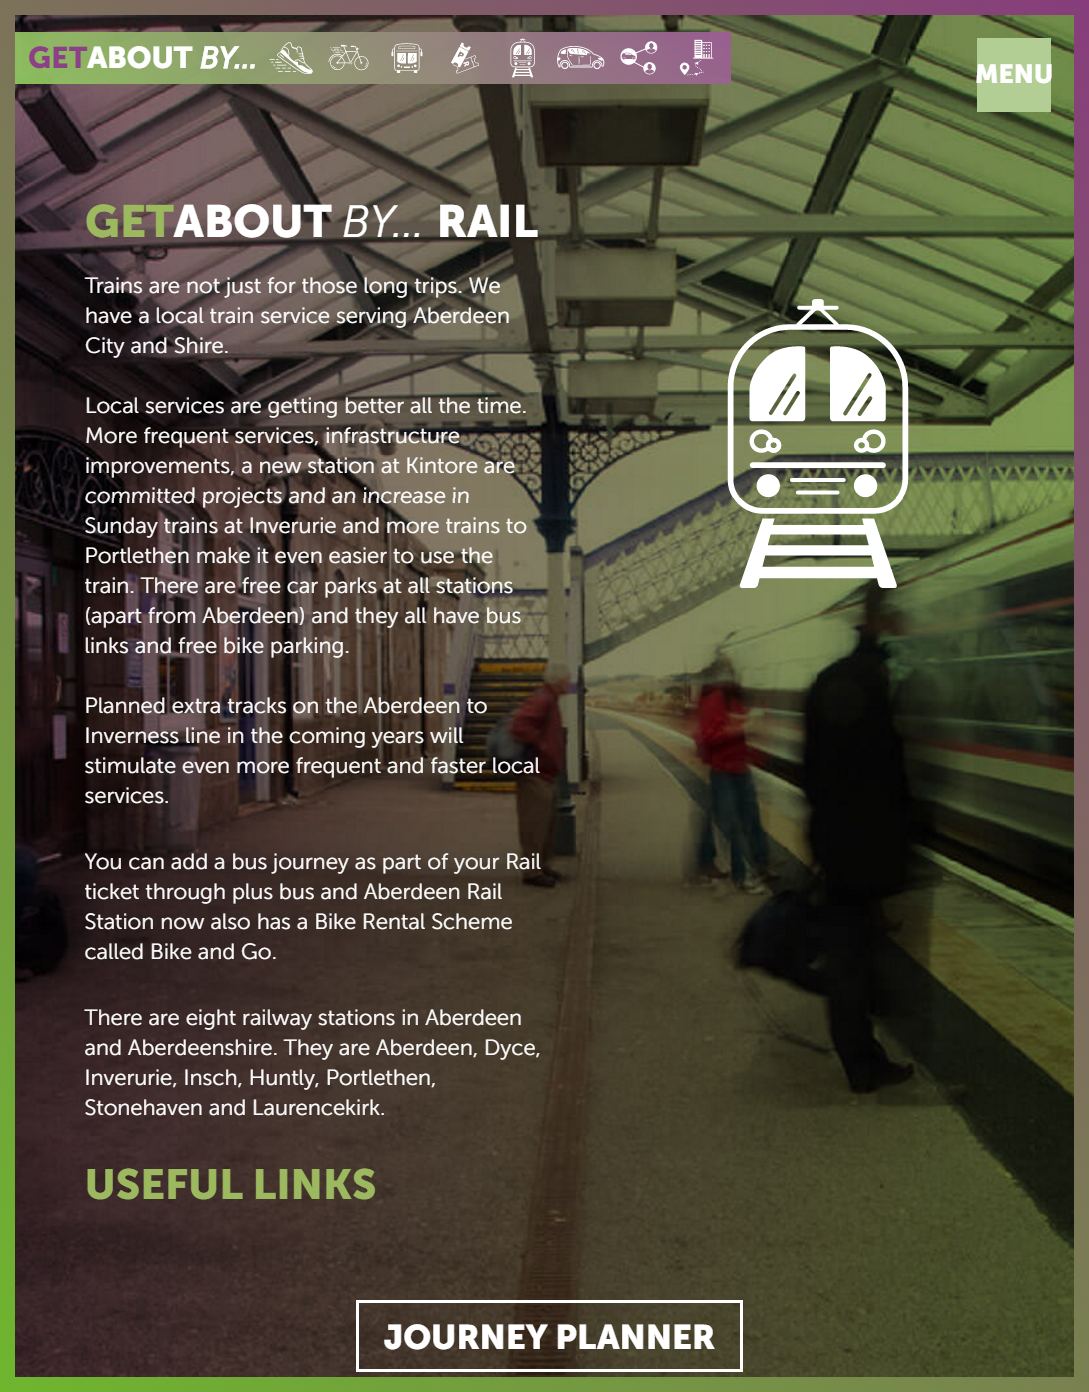 GETABOUT BY...
MENU
GETABOUT BY... RAIL
Trains are not just for those long trips. We
have a local train service serving Aberdeen
City and Shire.
Local services are getting better all the time.
More frequent services, infrastructure
improvements, a new station at Kintore are
committed projects and an increase in
Sunday trains at Inverurie and more trains to
Portlethen make it even easier to use the
train. There are free car parks at all stations
(apart from Aberdeen) and they all have bus
links and free bike parking.
Planned extra tracks on the Aberdeen to
Inverness line in the coming years will
stimulate even more frequent and faster local
services.
You can add a bus journey as part of your Rail
ticket through plus bus and Aberdeen Rail
Station now also has a Bike Rental Scheme
called Bike and Go.
There are eight railway stations in Aberdeen
and Aberdeenshire. They are Aberdeen, Dyce,
Inverurie, Insch, Huntly, Portlethen,
Stonehaven and Laurencekirk.
USEFUL LINKS
JOURNEY PLANNER